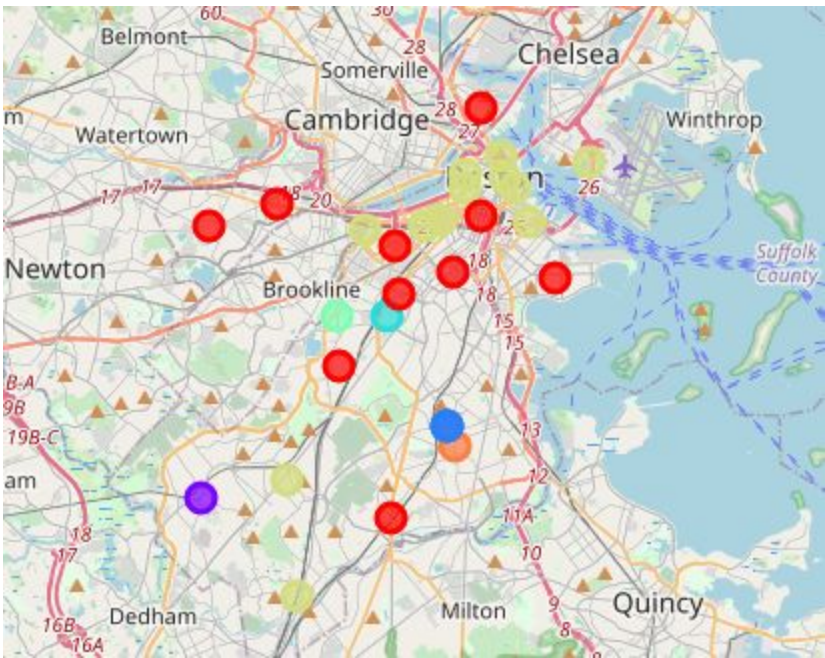 60
30
Belmont
28
Chelsea
Somerville
m
28
Cambridge
27
Winthrop
Watertown
17
17
18
20
26
Newton
18
Suffolk
County
Brookline
18
15
15
B-A
9B
19B-C
13
am
12
11A
18
17
10
16B
16A
Dedham
Milton
9
Quincy
8